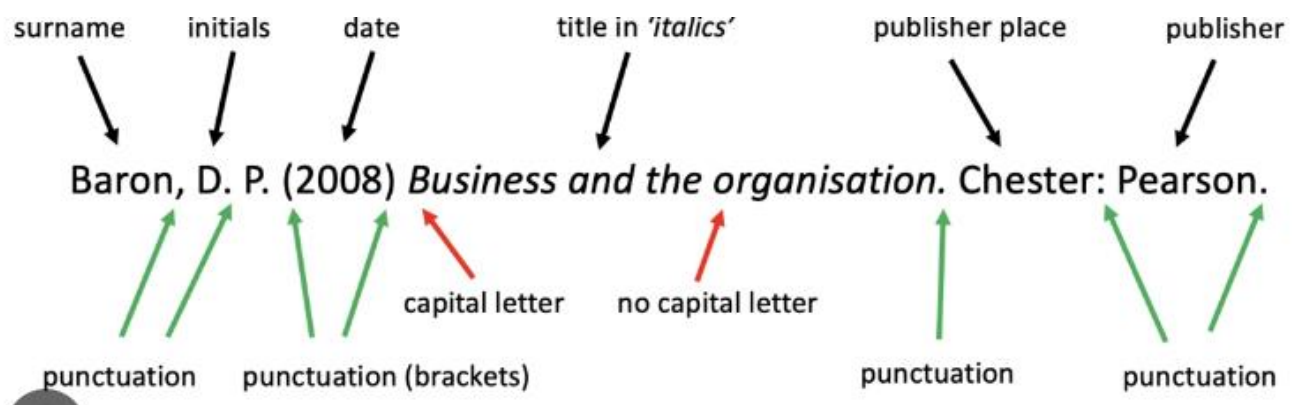 surname initials date title in ‘italics’ publisher place publisher
Baron, D. P. (2008) Business and the organisation. Chester: Pearson.
capital letter no capital letter
punctuation punctuation (brackets) punctuation punctuation